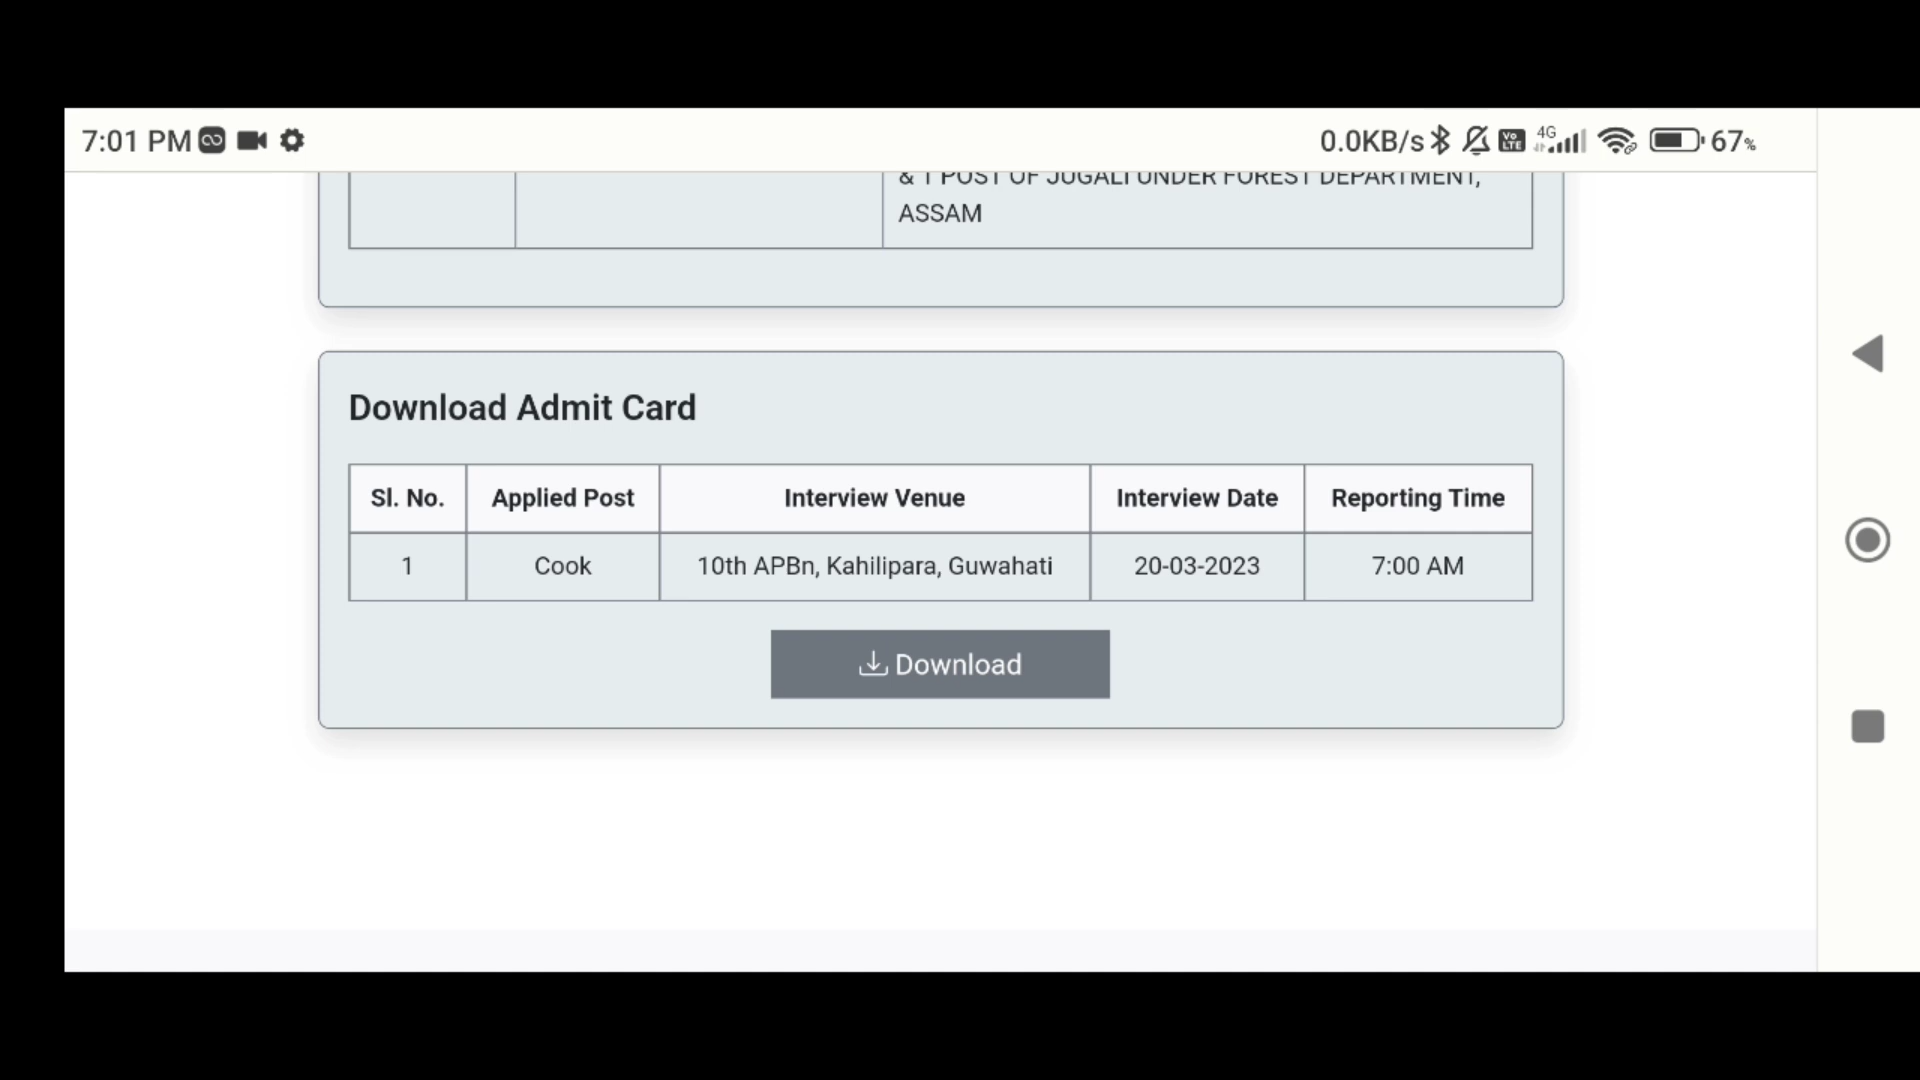 7:01 PM
0.0KB/s 4G 67%
& 1 POST OF JUGALI UNDER FOREST DEPARTMENT,
ASSAM
Download Admit Card
Sl. No. Applied Post Interview Venue Interview Date Reporting Time
1 Cook 10th APBn, Kahilipara, Guwahati 20-03-2023 7:00 AM
Download